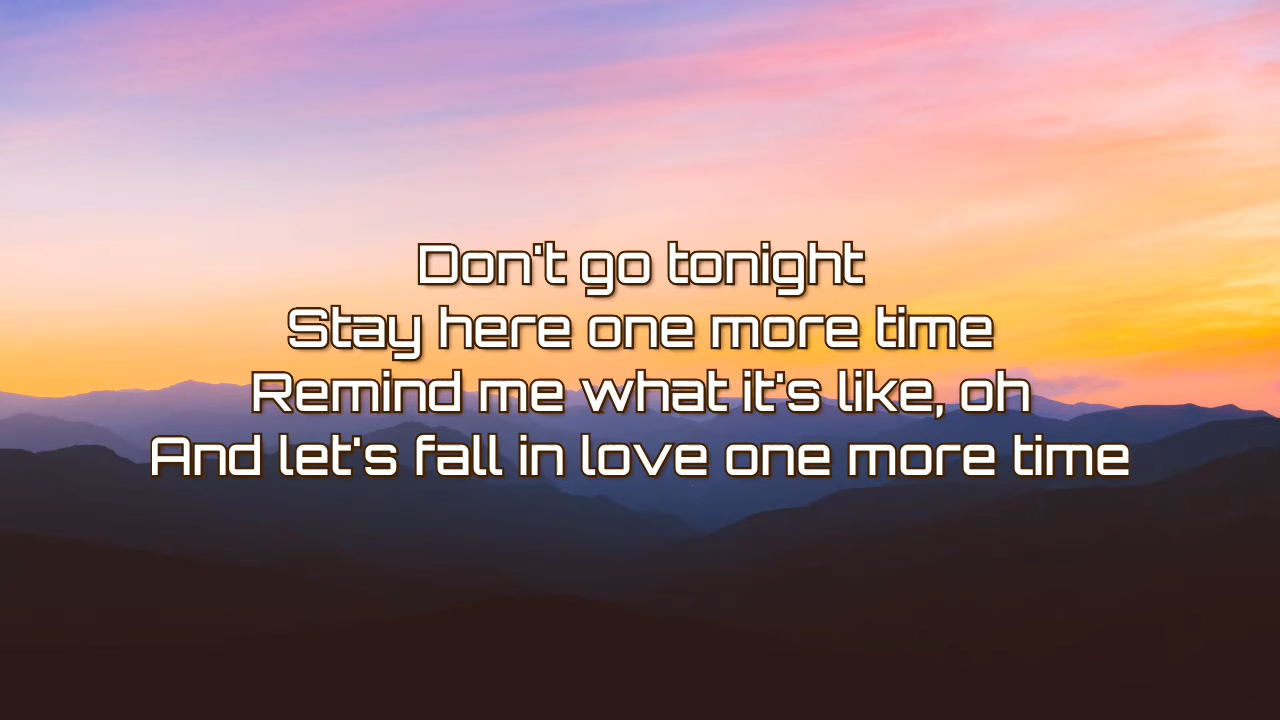 Don't go tonight
Stay here one more time
Remind me what it's like, oh
And let's fall in love one more time